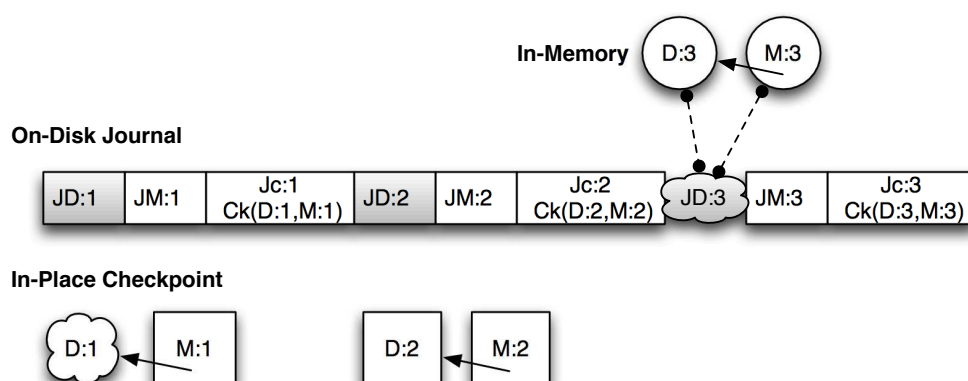 In-Memory
D:3
M:3
On-Disk Journal
JD:1
JM:1
Jc:1
Ck(D:1,M:1)
JD:2
JM:2
Jc:2
Ck(D:2,M:2)
JD:3
JM:3
Jc:3
Ck(D:3,M:3)
In-Place Checkpoint
D:1
M:1
D:2
M:2